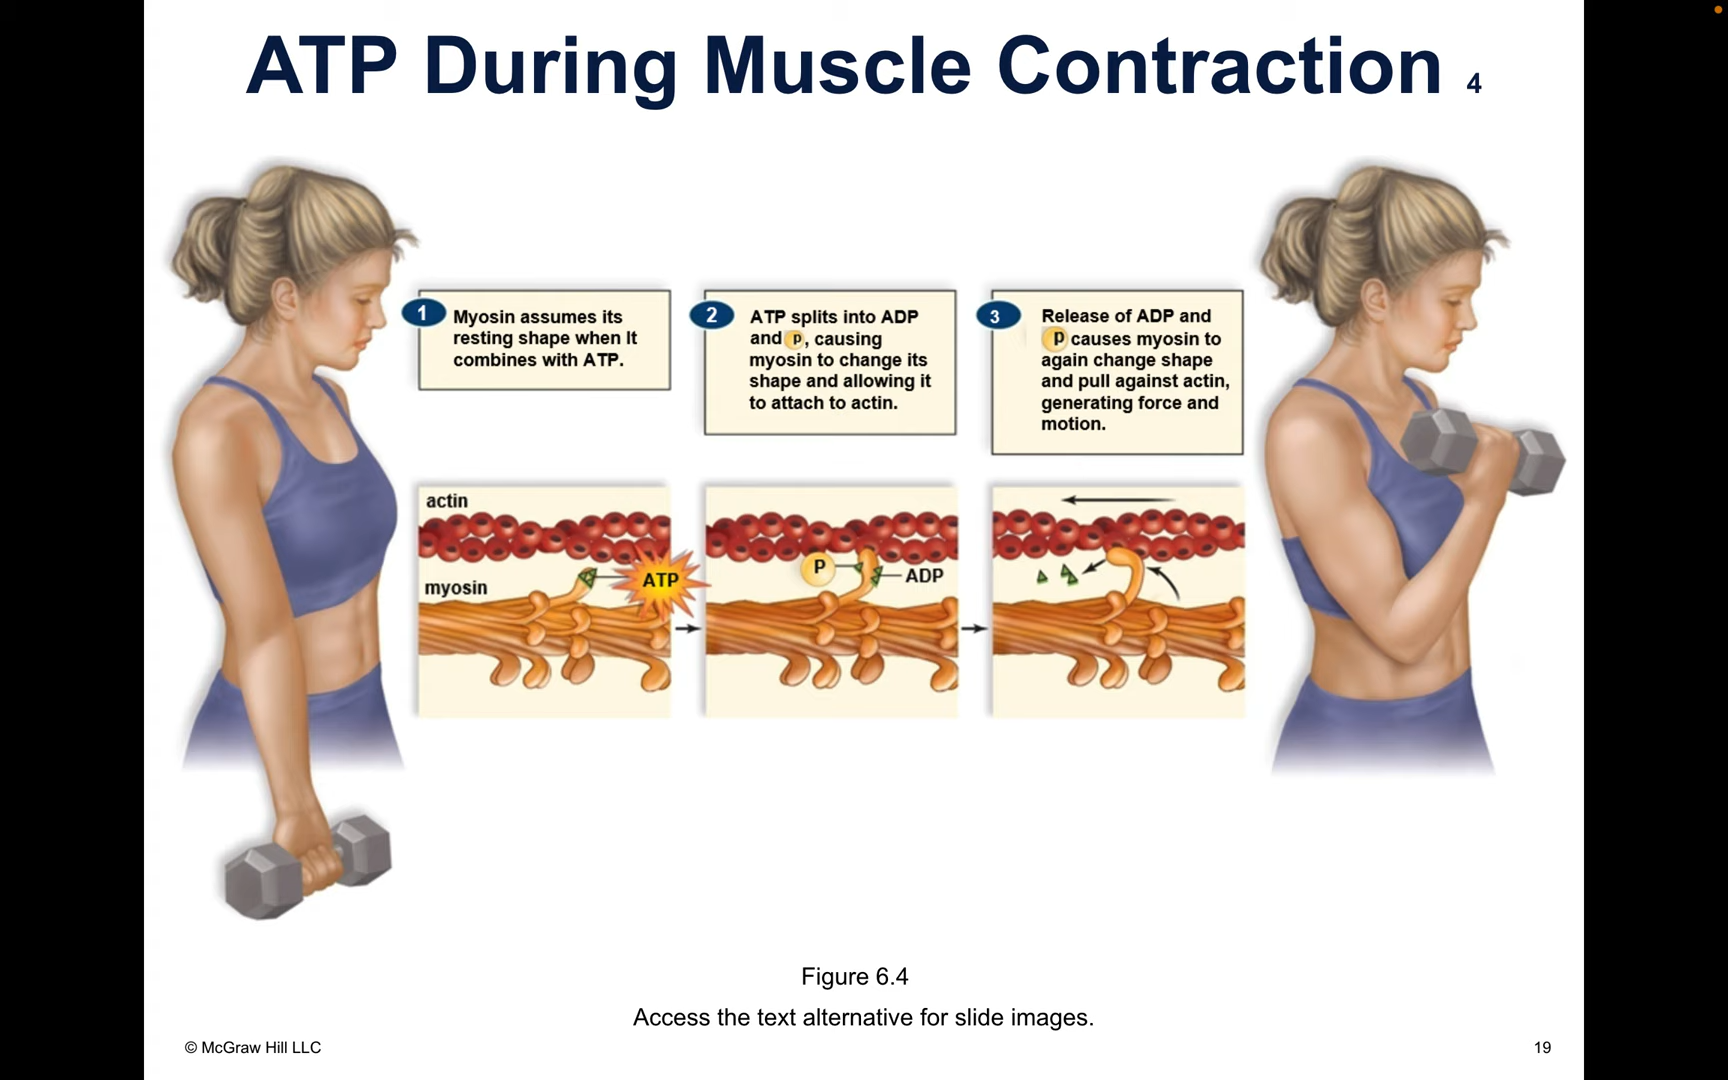 ATP During Muscle Contraction 4
1
Myosin assumes its
resting shape when It
combines with ATP.
2
ATP splits into ADP
and P, causing
myosin to change its
shape and allowing it
to attach to actin.
3
Release of ADP and
P causes myosin to
again change shape
and pull against actin,
generating force and
motion.
actin
myosin
ATP
P
ADP
Figure 6.4
Access the text alternative for slide images.
© McGraw Hill LLC
19